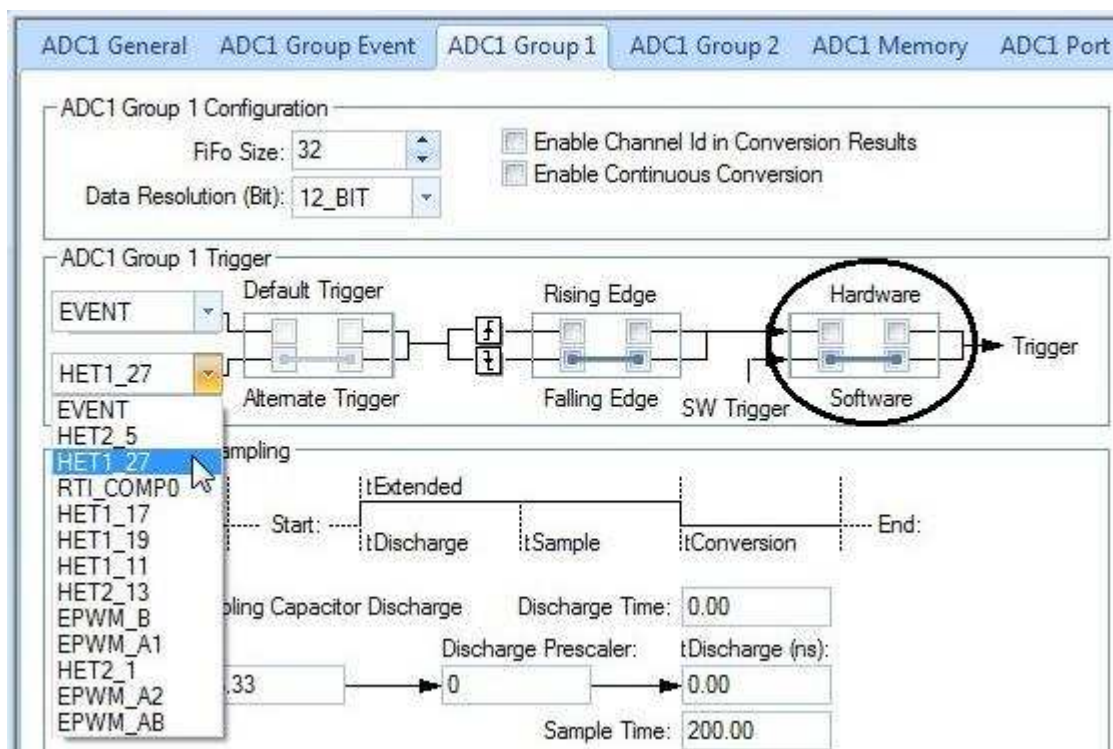 ADC1 General ADC1 Group Event ADC1 Group 1 ADC1 Group 2 ADC1 Memory ADC1 Port
ADC1 Group 1 Configuration
FiFo Size: 32
Enable Channel Id in Conversion Results
Data Resolution (Bit): 12_BIT
Enable Continuous Conversion
ADC1 Group 1 Trigger
EVENT
Default Trigger
Rising Edge
Hardware
HET1_27
Alternate Trigger
Falling Edge
SW Trigger
Software
Trigger
EVENT
HET2_5
HET1_27
RTI_COMP0
HET1_17
HET1_19
HET1_11
HET2_13
EPWM_B
EPWM_A1
HET2_1
EPWM_A2
EPWM_AB
tExtended
Start:
tDischarge tSample tConversion
End:
Capacitor Discharge
Discharge Time: 0.00
Discharge Prescaler: tDischarge (ns):
.33 0 0.00
Sample Time: 200.00